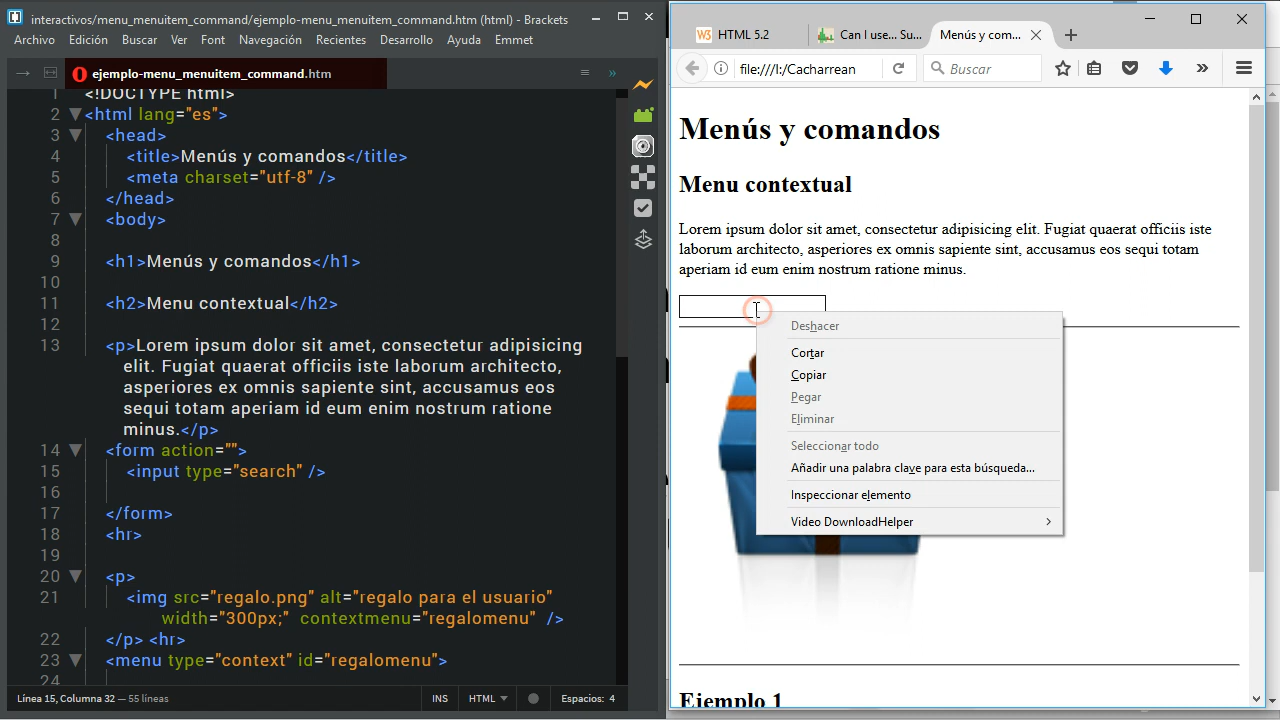 interactivos/menu_menuitem_command/ejemplo-menu_menuitem_command.htm (html) - Brackets
Archivo Edición Buscar Ver Font Navegación Recientes Desarrollo Ayuda Emmet
ejemplo-menu_menuitem_command.htm
1 <!DOCTYPE html>
2 <html lang="es">
3 <head>
4 <title>Menús y comandos</title>
5 <meta charset="utf-8" />
6 </head>
7 <body>
8
9 <h1>Menús y comandos</h1>
10
11 <h2>Menu contextual</h2>
12
13 <p>Lorem ipsum dolor sit amet, consectetur adipisicing
elit. Fugiat quaerat officiis iste laborum architecto,
asperiores ex omnis sapiente sint, accusamus eos
sequi totam aperiam id eum enim nostrum ratione
minus.</p>
14 <form action="">
15 <input type="search" />
16
17 </form>
18 <hr>
19
20 <p>
21 <img src="regalo.png" alt="regalo para el usuario"
width="300px;" contextmenu="regalomenu" />
22 </p> <hr>
23 <menu type="context" id="regalomenu">
24
Línea 15, Columna 32 — 55 líneas INS HTML Espacios: 4
HTML 5.2 Can I use... Su... Menús y com...
file:///I:/Cacharrean Buscar
Menús y comandos
Menu contextual
Lorem ipsum dolor sit amet, consectetur adipisicing elit. Fugiat quaerat officiis iste
laborum architecto, asperiores ex omnis sapiente sint, accusamus eos sequi totam
aperiam id eum enim nostrum ratione minus.
Deshacer
Cortar
Copiar
Pegar
Eliminar
Seleccionar todo
Añadir una palabra clave para esta búsqueda...
Inspeccionar elemento
Video DownloadHelper
Ejemplo 1